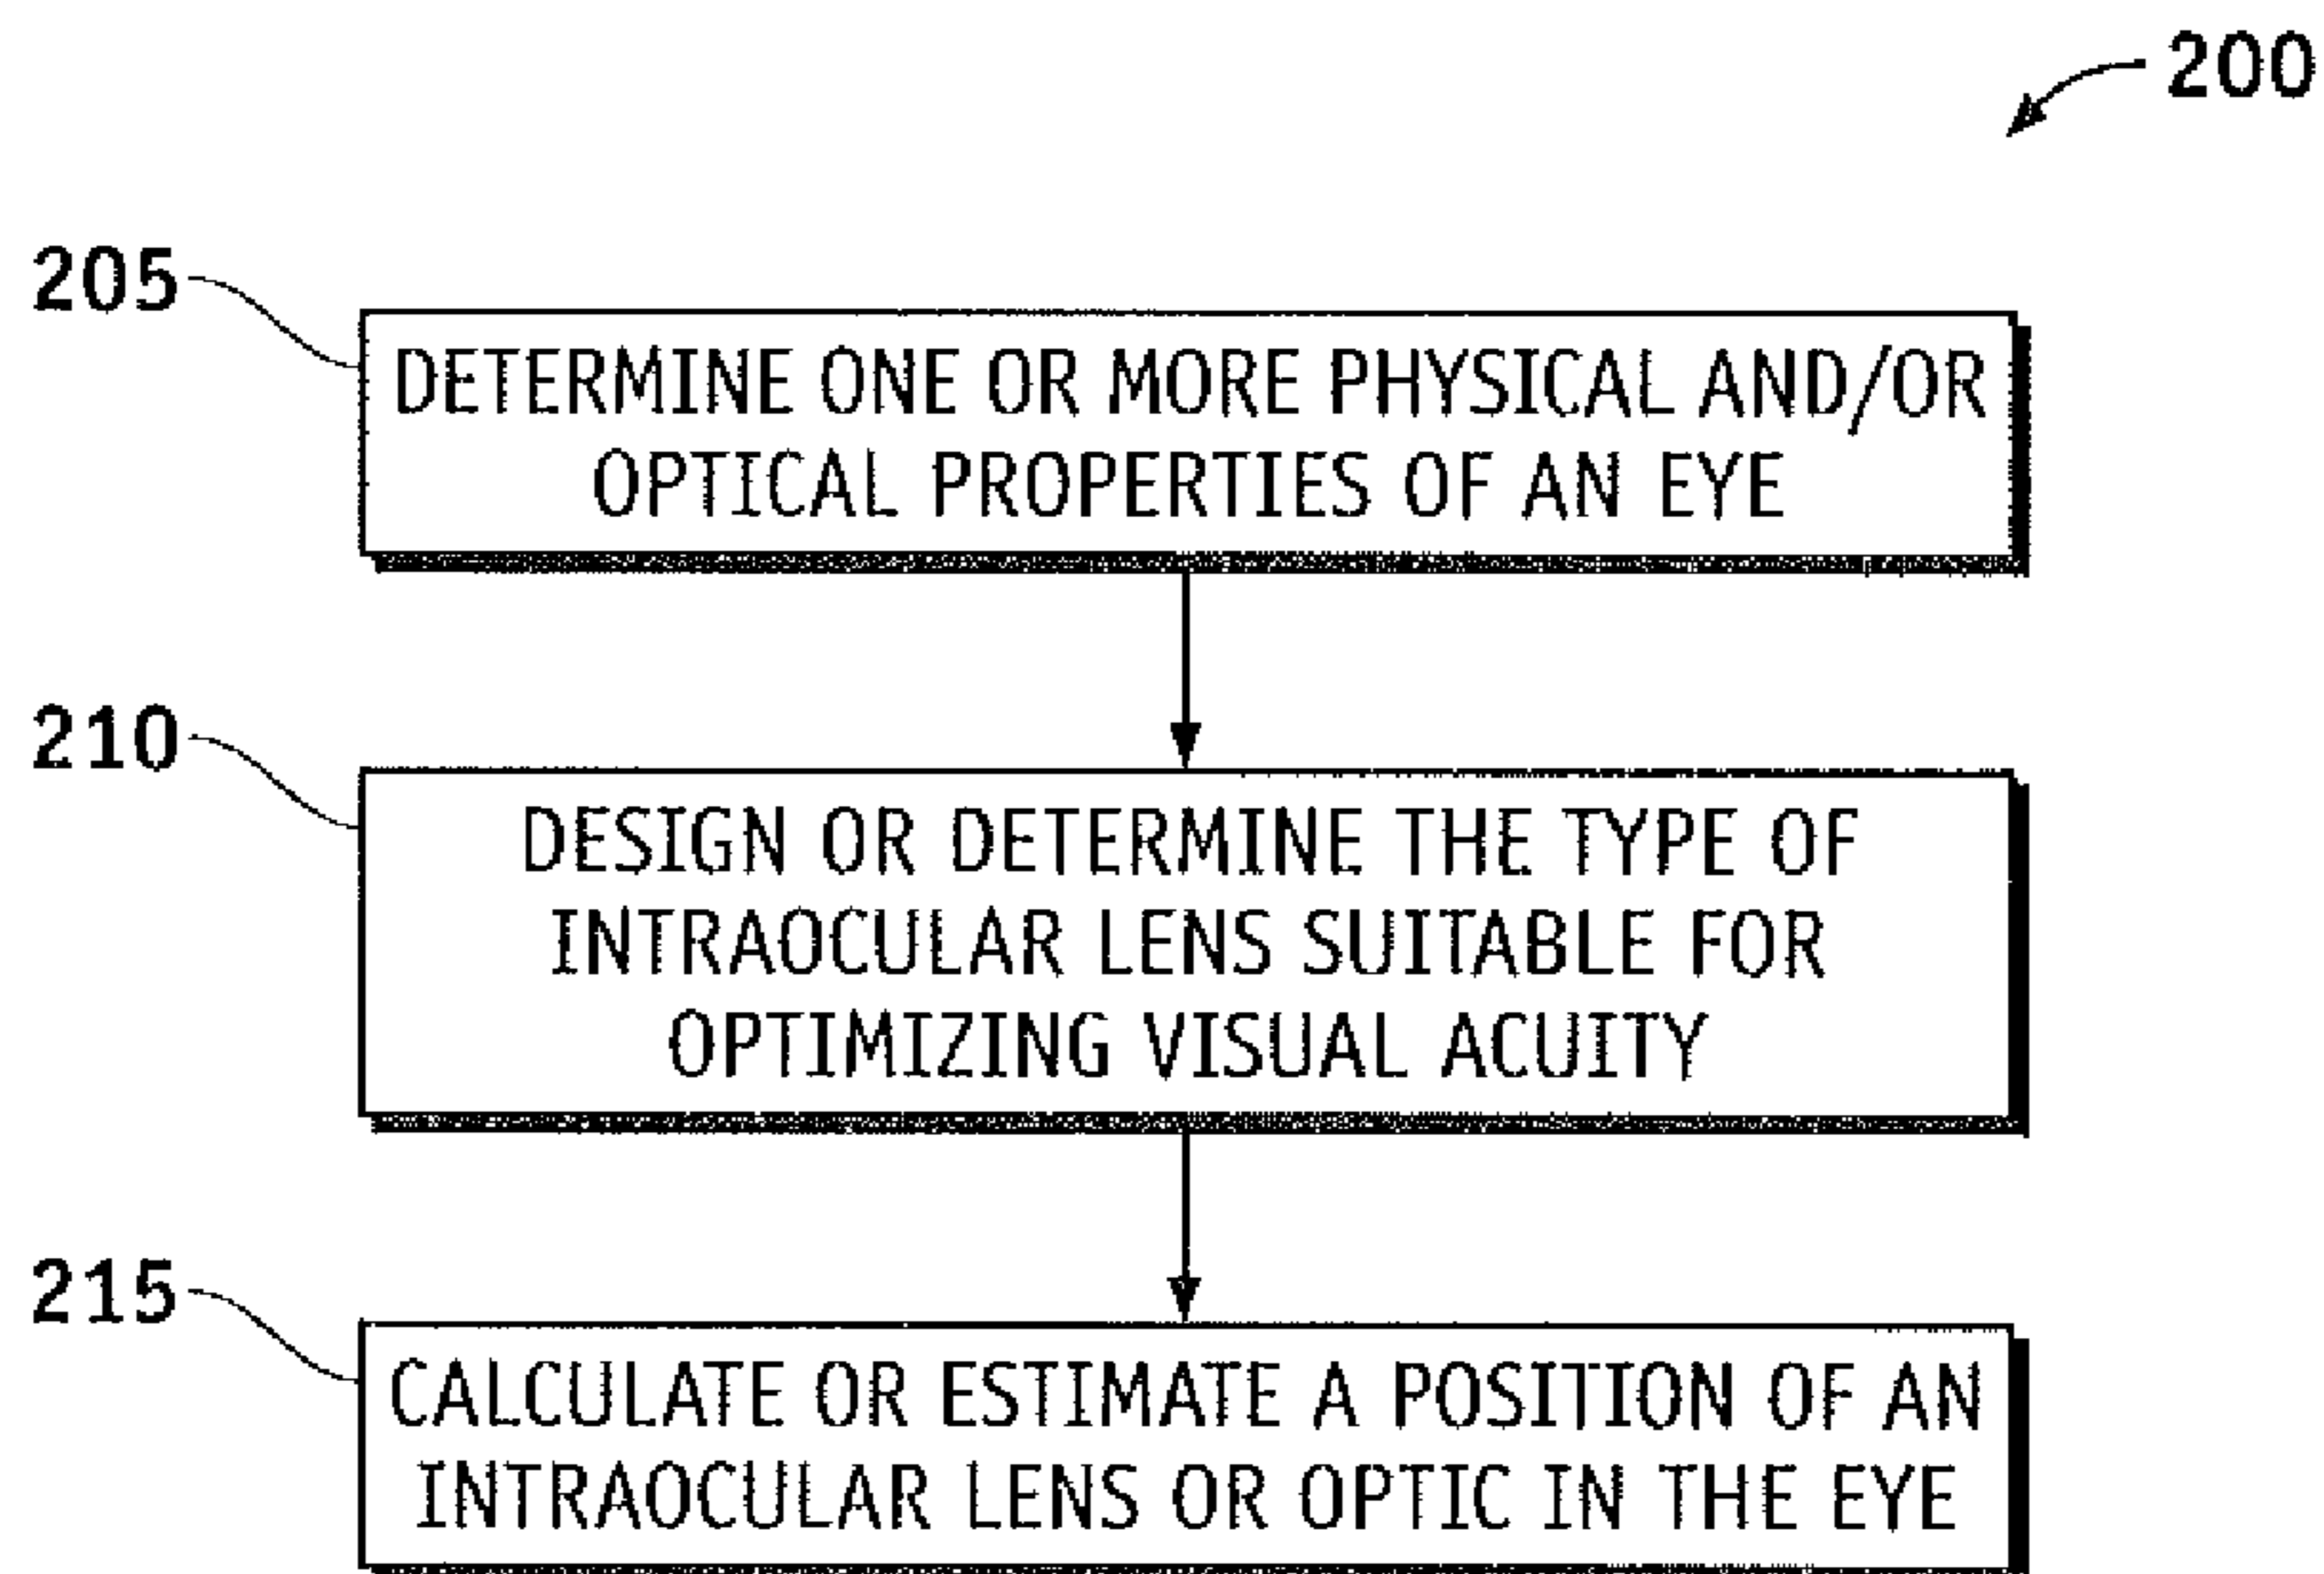 200
205
DETERMINE ONE OR MORE PHYSICAL AND/OR
OPTICAL PROPERTIES OF AN EYE
210
DESIGN OR DETERMINE THE TYPE OF
INTRAOCULAR LENS SUITABLE FOR
OPTIMIZING VISUAL ACUITY
215
CALCULATE OR ESTIMATE A POSITION OF AN
INTRAOCULAR LENS OR OPTIC IN THE EYE